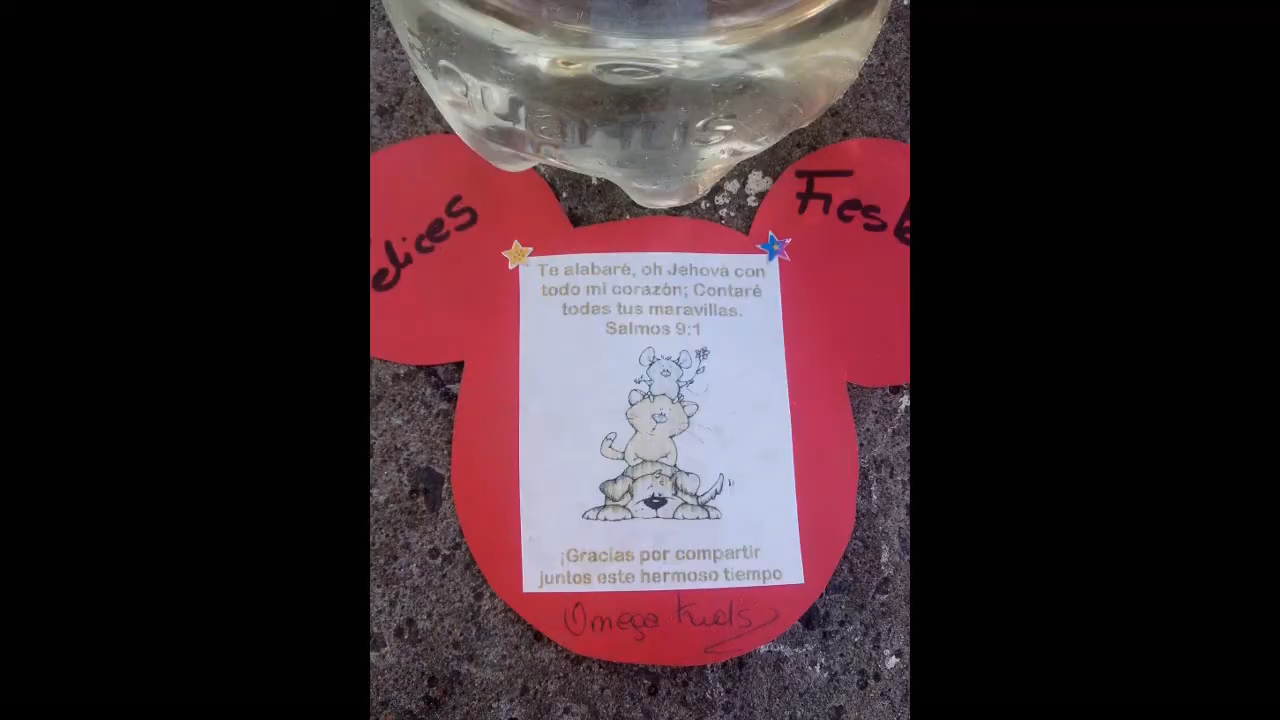 elices
Fiest
Te alabaré, oh Jehová con
todo mi corazón; Contaré
todas tus maravillas.
Salmos 9:1
¡Gracias por compartir
juntos este hermoso tiempo
Omega Kids